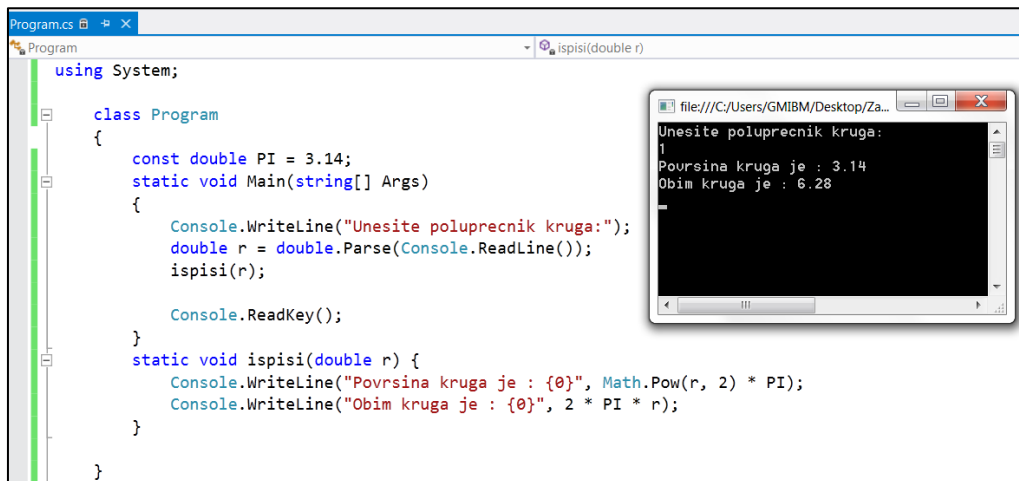 Program.cs
Program
ispisi(double r)
using System;
class Program
{
const double PI = 3.14;
static void Main(string[] Args)
{
Console.WriteLine("Unesite poluprecnik kruga:");
double r = double.Parse(Console.ReadLine());
ispisi(r);
Console.ReadKey();
}
static void ispisi(double r) {
Console.WriteLine("Povrsina kruga je : {0}", Math.Pow(r, 2) * PI);
Console.WriteLine("Obim kruga je : {0}", 2 * PI * r);
}
}
file:///C:/Users/GMIBM/Desktop/Za...
Unesite poluprecnik kruga:
1
Povrsina kruga je : 3.14
Obim kruga je : 6.28